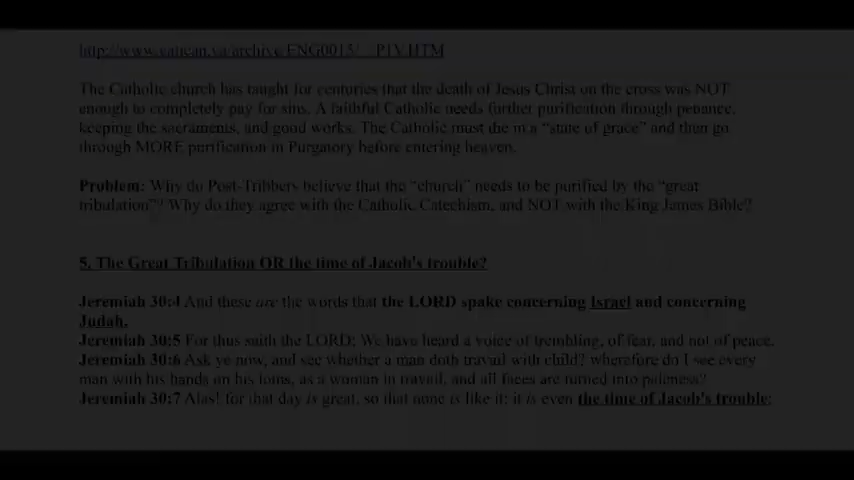 http://www.vatican.va/archive/ENG0015/__P1V.HTM
The Catholic church has taught for centuries that the death of Jesus Christ on the cross was NOT
enough to completely pay for sins. A faithful Catholic needs further purification through penance,
keeping the sacraments, and good works. The Catholic must die in a “state of grace” and then go
through MORE purification in Purgatory before entering heaven.
Problem: Why do Post-Tribbers believe that the “church” needs to be purified by the “great
tribulation”? Why do they agree with the Catholic Catechism, and NOT with the King James Bible?
5. The Great Tribulation OR the time of Jacob's trouble?
Jeremiah 30:4 And these are the words that the LORD spake concerning Israel and concerning
Judah.
Jeremiah 30:5 For thus saith the LORD; We have heard a voice of trembling, of fear, and not of peace.
Jeremiah 30:6 Ask ye now, and see whether a man doth travail with child? wherefore do I see every
man with his hands on his loins, as a woman in travail, and all faces are turned into paleness?
Jeremiah 30:7 Alas! for that day is great, so that none is like it: it is even the time of Jacob's trouble;